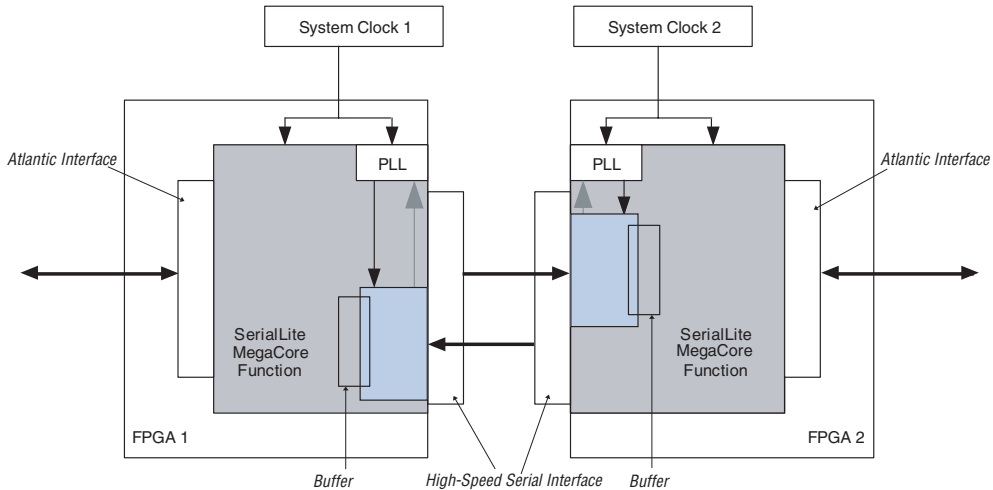 System Clock 1
System Clock 2
Atlantic Interface
PLL
PLL
Atlantic Interface
SerialLite
MegaCore
Function
SerialLite
MegaCore
Function
FPGA 1
FPGA 2
Buffer
High-Speed Serial Interface
Buffer